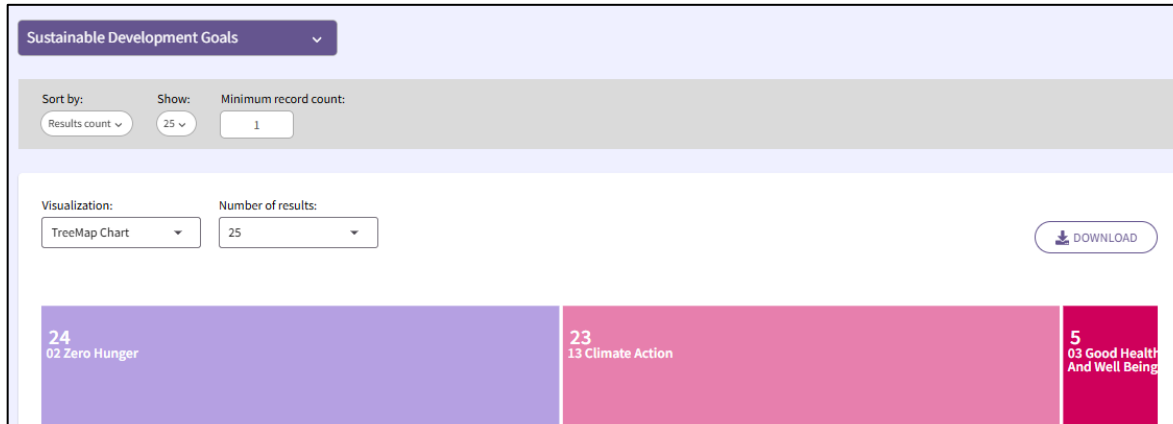 Sustainable Development Goals
Sort by: Show: Minimum record count:
Results count 25 1
Visualization: Number of results:
TreeMap Chart 25
DOWNLOAD
24
02 Zero Hunger
23
13 Climate Action
5
03 Good Health
And Well Being